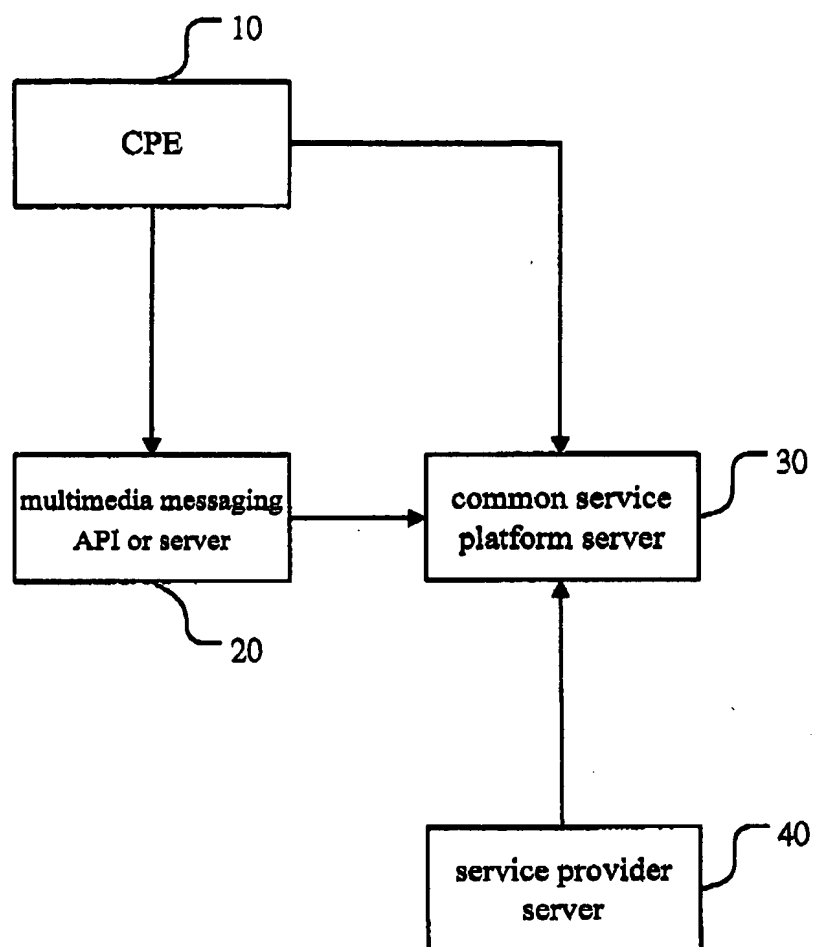 10
CPE
multimedia messaging
API or server
20
common service
platform server
30
service provider
server
40